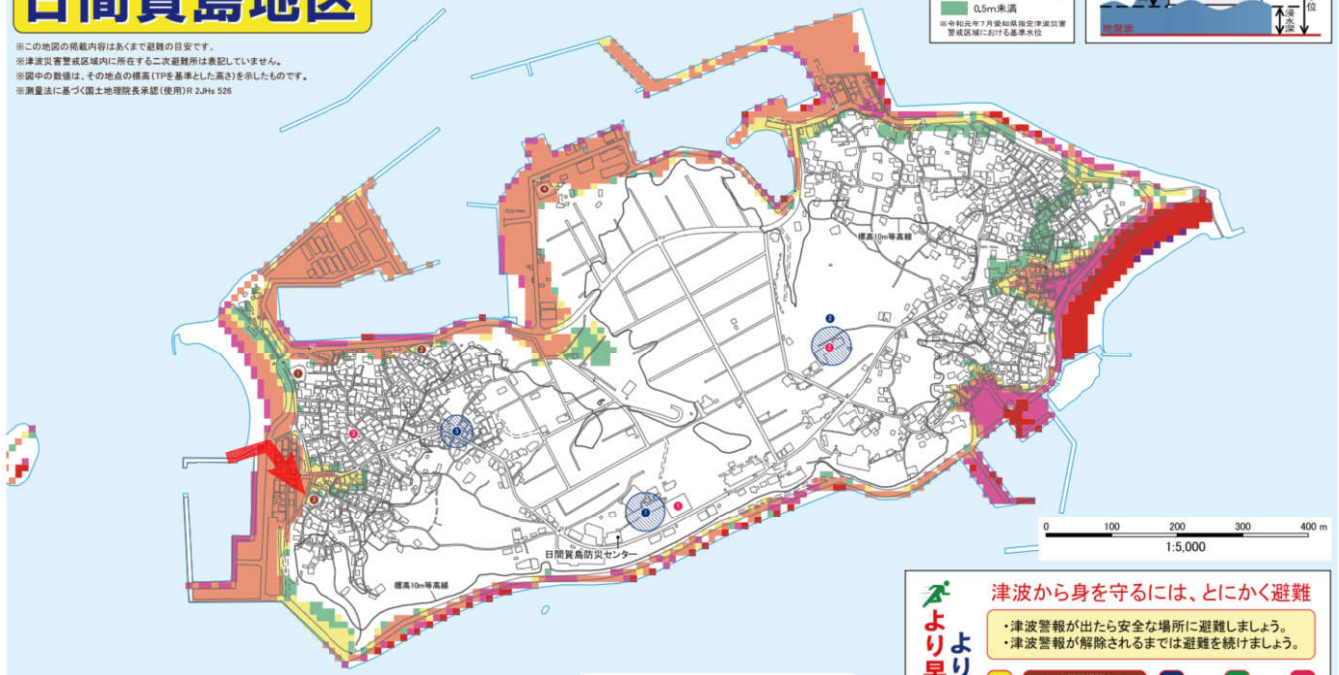 日間賀島地区
※この地図の掲載内容はあくまで避難の目安です。
※津波災害警戒区域内に所在する二次避難所は表記していません。
※図中の数値は、その地点の標高(TPを基準とした高さ)を示したものです。
※測量法に基づく国土地理院長承認(使用)R 2JHs 526
0.5m未満
※令和元年7月愛知県指定津波災害
警戒区域における基準水位
地盤面
浸水深
位
標高10m等高線
日間賀島防災センター
標高10m等高線
0 100 200 300 400 m
1:5,000
津波から身を守るには、とにかく避難
・津波警報が出たら安全な場所に避難しましょう。
・津波警報が解除されるまでは避難を続けましょう。
より早
より